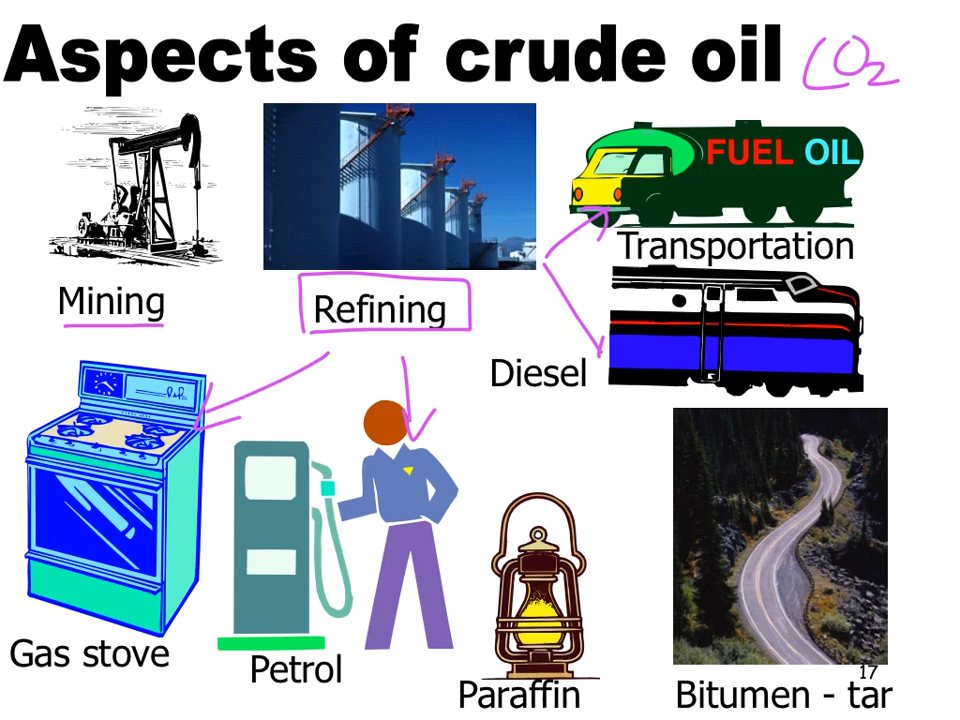 Aspects of crude oil CO2
FUEL OIL
Transportation
Mining
Refining
Diesel
Gas stove
Petrol
Paraffin
17
Bitumen - tar